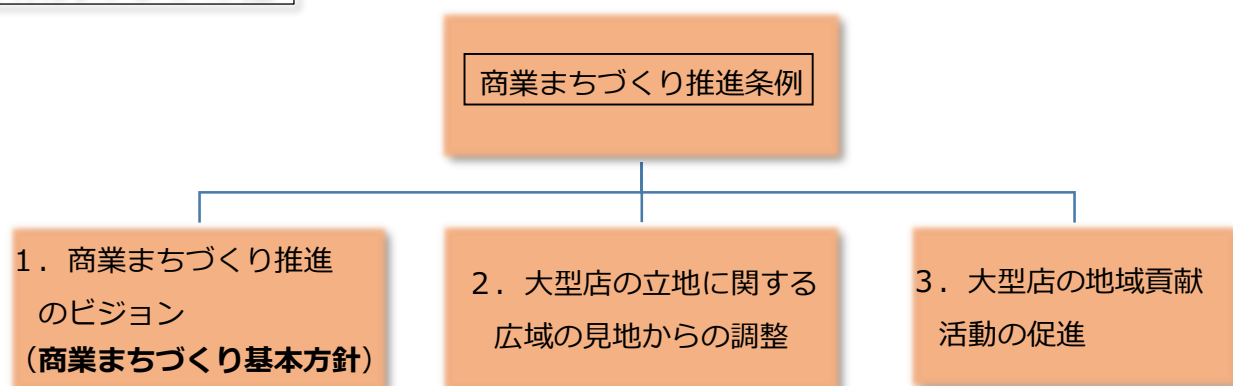 商業まちづくり推進条例
1．商業まちづくり推進
のビジョン
（商業まちづくり基本方針）
2．大型店の立地に関する
広域の見地からの調整
3．大型店の地域貢献
活動の促進